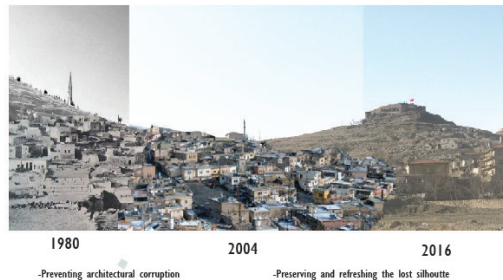 1980
2004
2016
-Preventing architectural corruption
-Preserving and refreshing the lost silhoutte